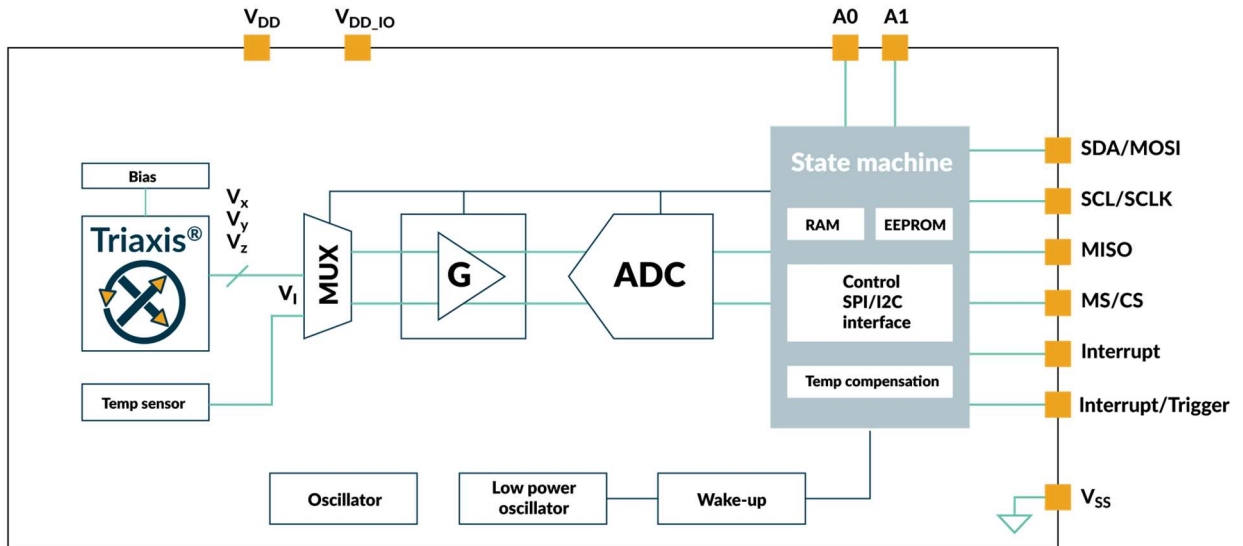 VDD
VDD_IO
A0
A1
State machine
SDA/MOSI
Bias
Vx
SCL/SCLK
Vy
Triaxis®
RAM
EEPROM
Vz
MISO
MUX
G
ADC
VI
Control
SPI/I2C
interface
MS/CS
Interrupt
Temp compensation
Temp sensor
Interrupt/Trigger
Oscillator
Low power
oscillator
Wake-up
VSS